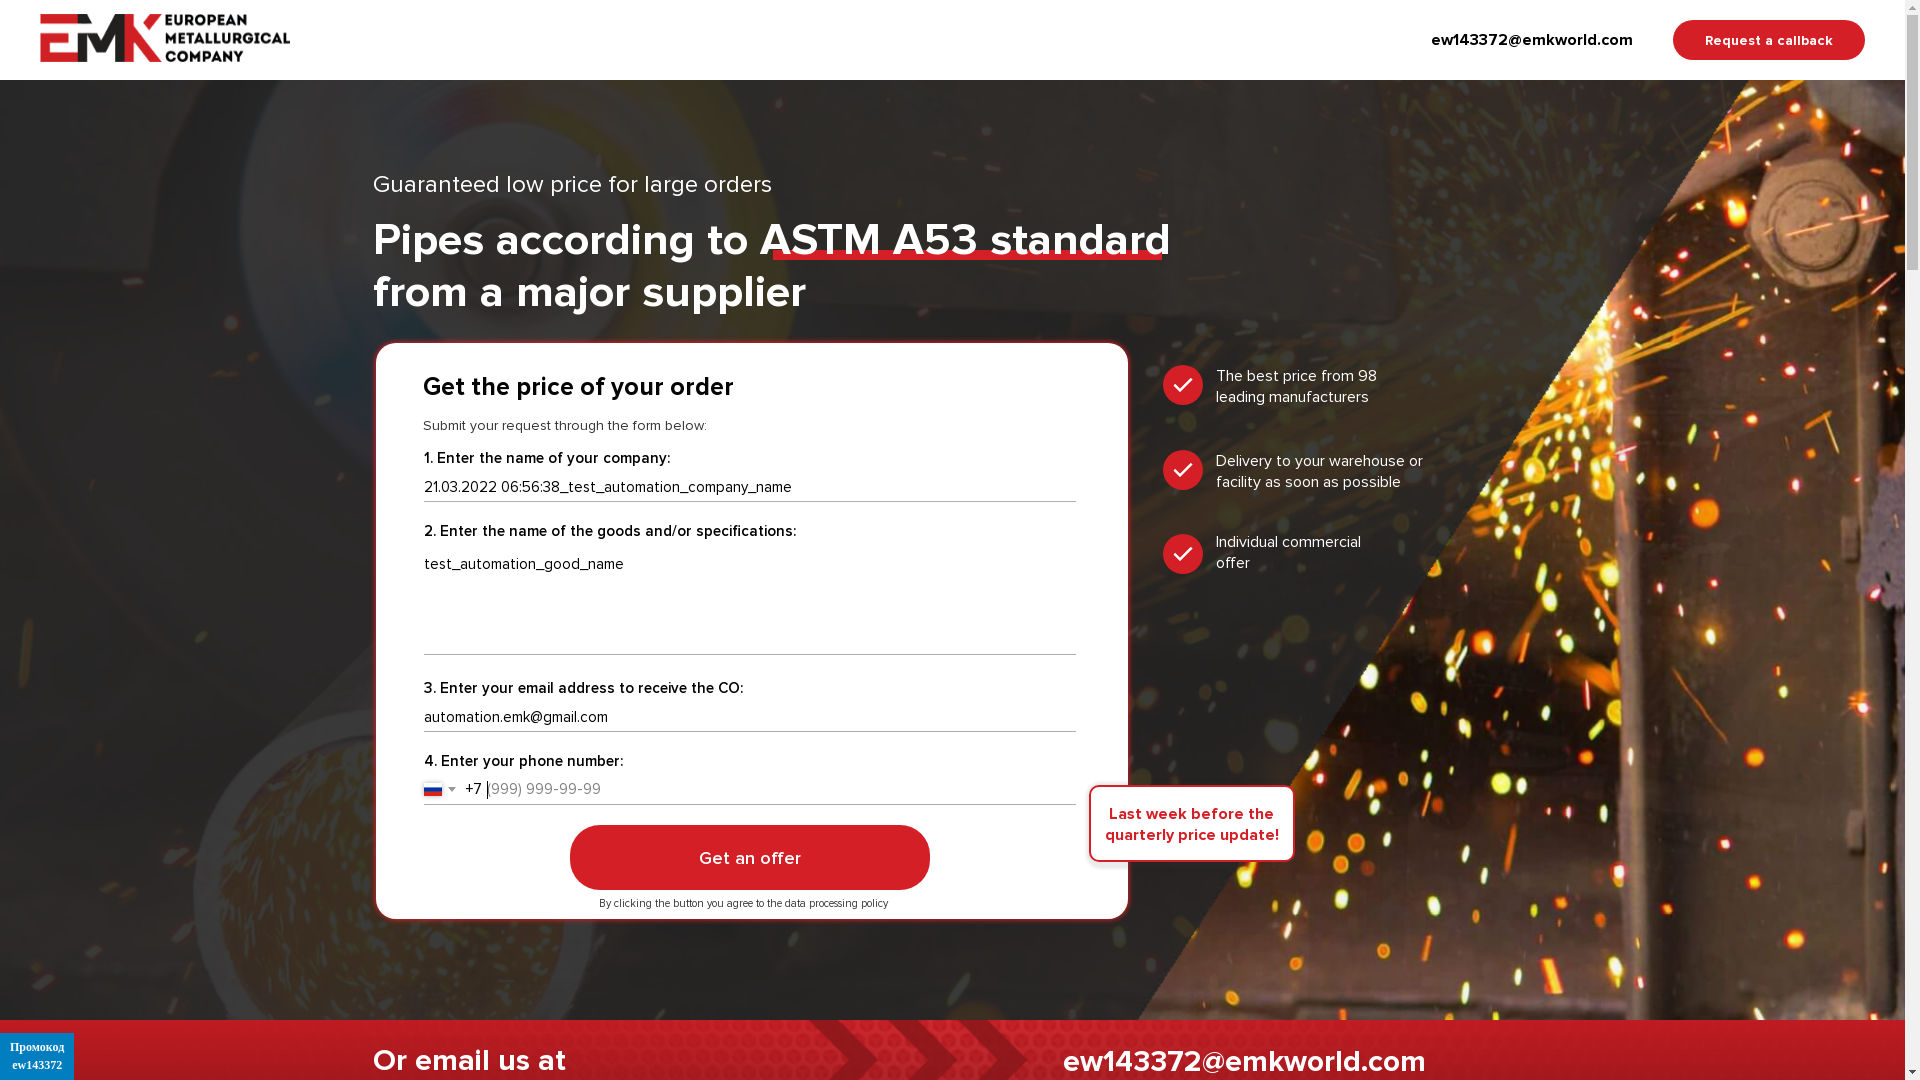 EMK EUROPEAN
METALLURGICAL
COMPANY
ew143372@emkworld.com
Request a callback
Guaranteed low price for large orders
Pipes according to ASTM A53 standard
from a major supplier
Get the price of your order
Submit your request through the form below:
1. Enter the name of your company:
21.03.2022 06:56:38_test_automation_company_name
2. Enter the name of the goods and/or specifications:
test_automation_good_name
3. Enter your email address to receive the CO:
automation.emk@gmail.com
4. Enter your phone number:
+7 (999) 999-99-99
Get an offer
By clicking the button you agree to the data processing policy
The best price from 98
leading manufacturers
Delivery to your warehouse or
facility as soon as possible
Individual commercial
offer
Last week before the
quarterly price update!
Or email us at
ew143372@emkworld.com
Промокод
ew143372